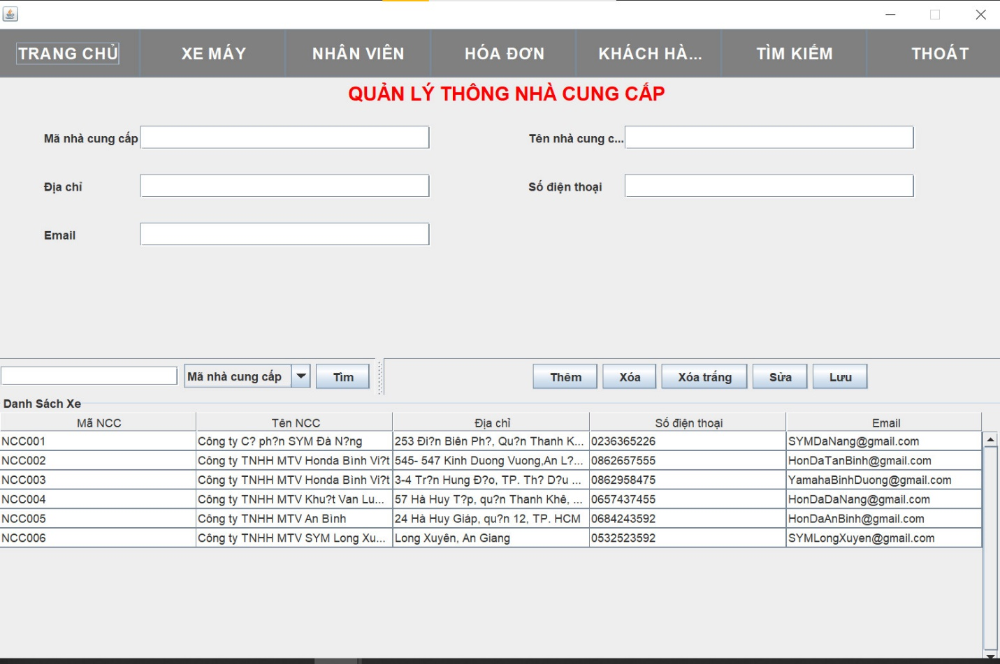 TRANG CHỦ XE MÁY NHÂN VIÊN HÓA ĐƠN KHÁCH HÀ... TÌM KIẾM THOÁT
QUẢN LÝ THÔNG NHÀ CUNG CẤP
Mã nhà cung cấp Tên nhà cung c...
Địa chỉ Số điện thoại
Email
Mã nhà cung cấp Tìm Thêm Xóa Xóa trắng Sửa Lưu
Danh Sách Xe
Mã NCC Tên NCC Địa chỉ Số điện thoại Email
NCC001 Công ty C? ph?n SYM Đà N?ng 253 Đi?n Biên Ph?, Qu?n Thanh K... 0236365226 SYMDaNang@gmail.com
NCC002 Công ty TNHH MTV Honda Bình Vi?t 545- 547 Kinh Duong Vuong,An L?... 0862657555 HonDaTanBinh@gmail.com
NCC003 Công ty TNHH MTV Honda Bình Vi?t 3-4 Tr?n Hung Đ?o, TP. Th? D?u ... 0862958475 YamahaBinhDuong@gmail.com
NCC004 Công ty TNHH MTV Khu?t Van Lu... 57 Hà Huy T?p, qu?n Thanh Khê, ... 0657437455 HonDaDaNang@gmail.com
NCC005 Công ty TNHH MTV An Bình 24 Hà Huy Giáp, qu?n 12, TP. HCM 0684243592 HonDaAnBinh@gmail.com
NCC006 Công ty TNHH MTV SYM Long Xu... Long Xuyên, An Giang 0532523592 SYMLongXuyen@gmail.com